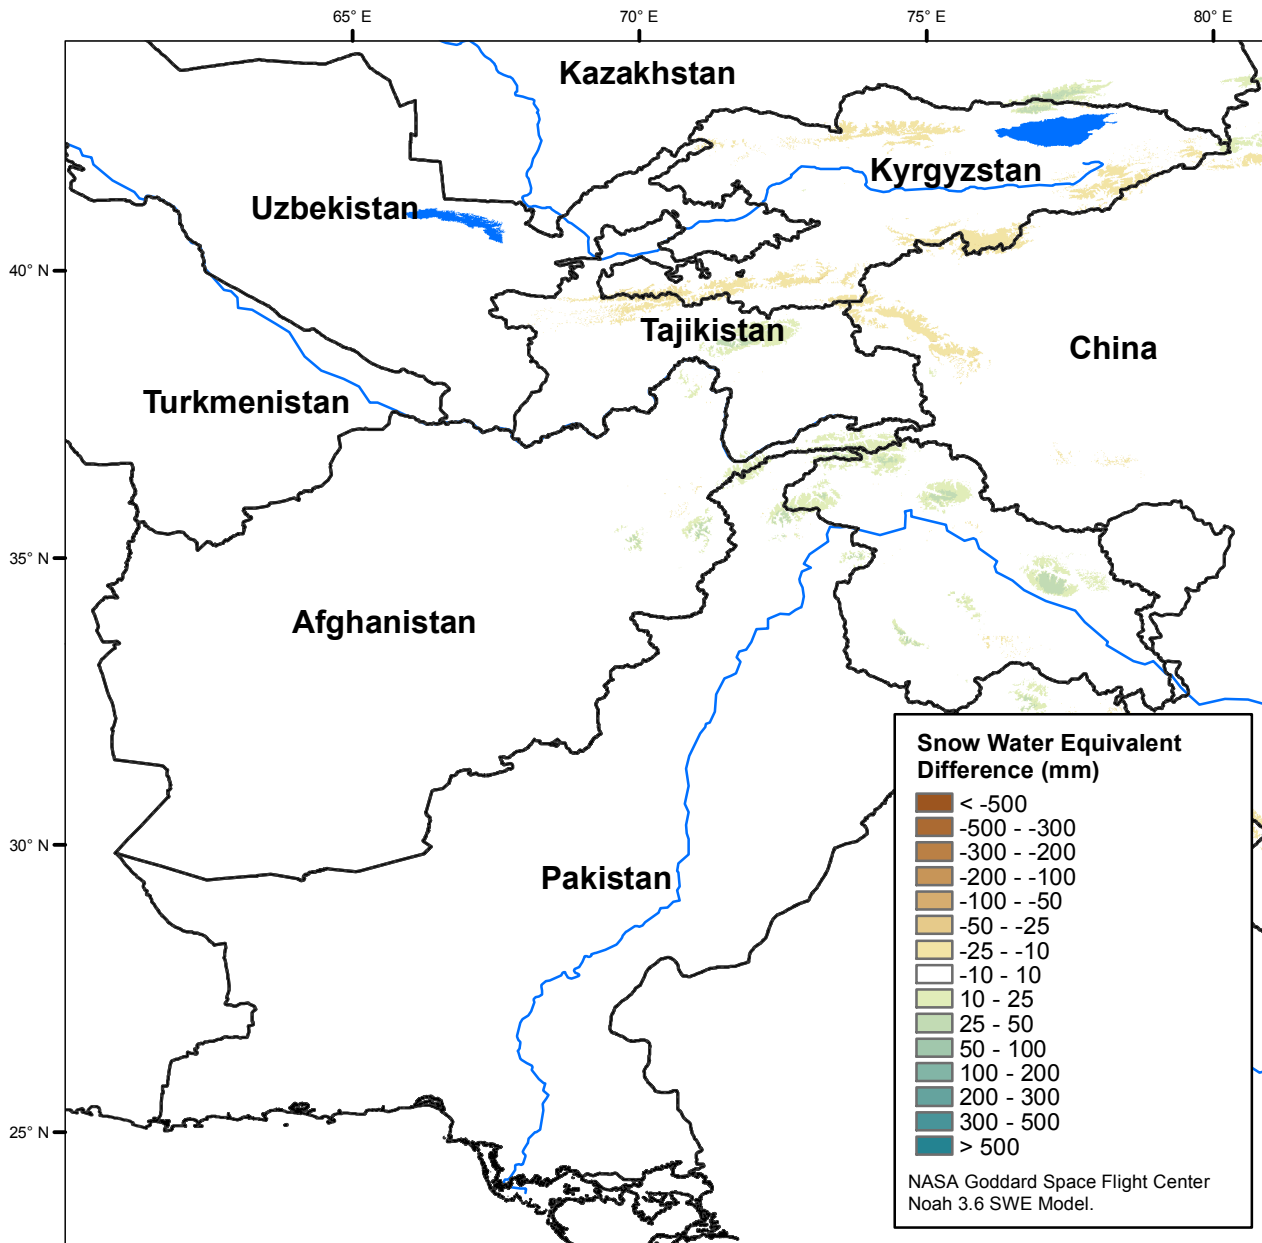 65° E
70° E
75° E
80° E
Kazakhstan
Kyrgyzstan
Uzbekistan
40° N
Tajikistan
China
Turkmenistan
35° N
Afghanistan
30° N
Pakistan
25° N
Snow Water Equivalent
Difference (mm)
< -500
-500 - -300
-300 - -200
-200 - -100
-100 - -50
-50 - -25
-25 - -10
-10 - 10
10 - 25
25 - 50
50 - 100
100 - 200
200 - 300
300 - 500
> 500
NASA Goddard Space Flight Center
Noah 3.6 SWE Model.